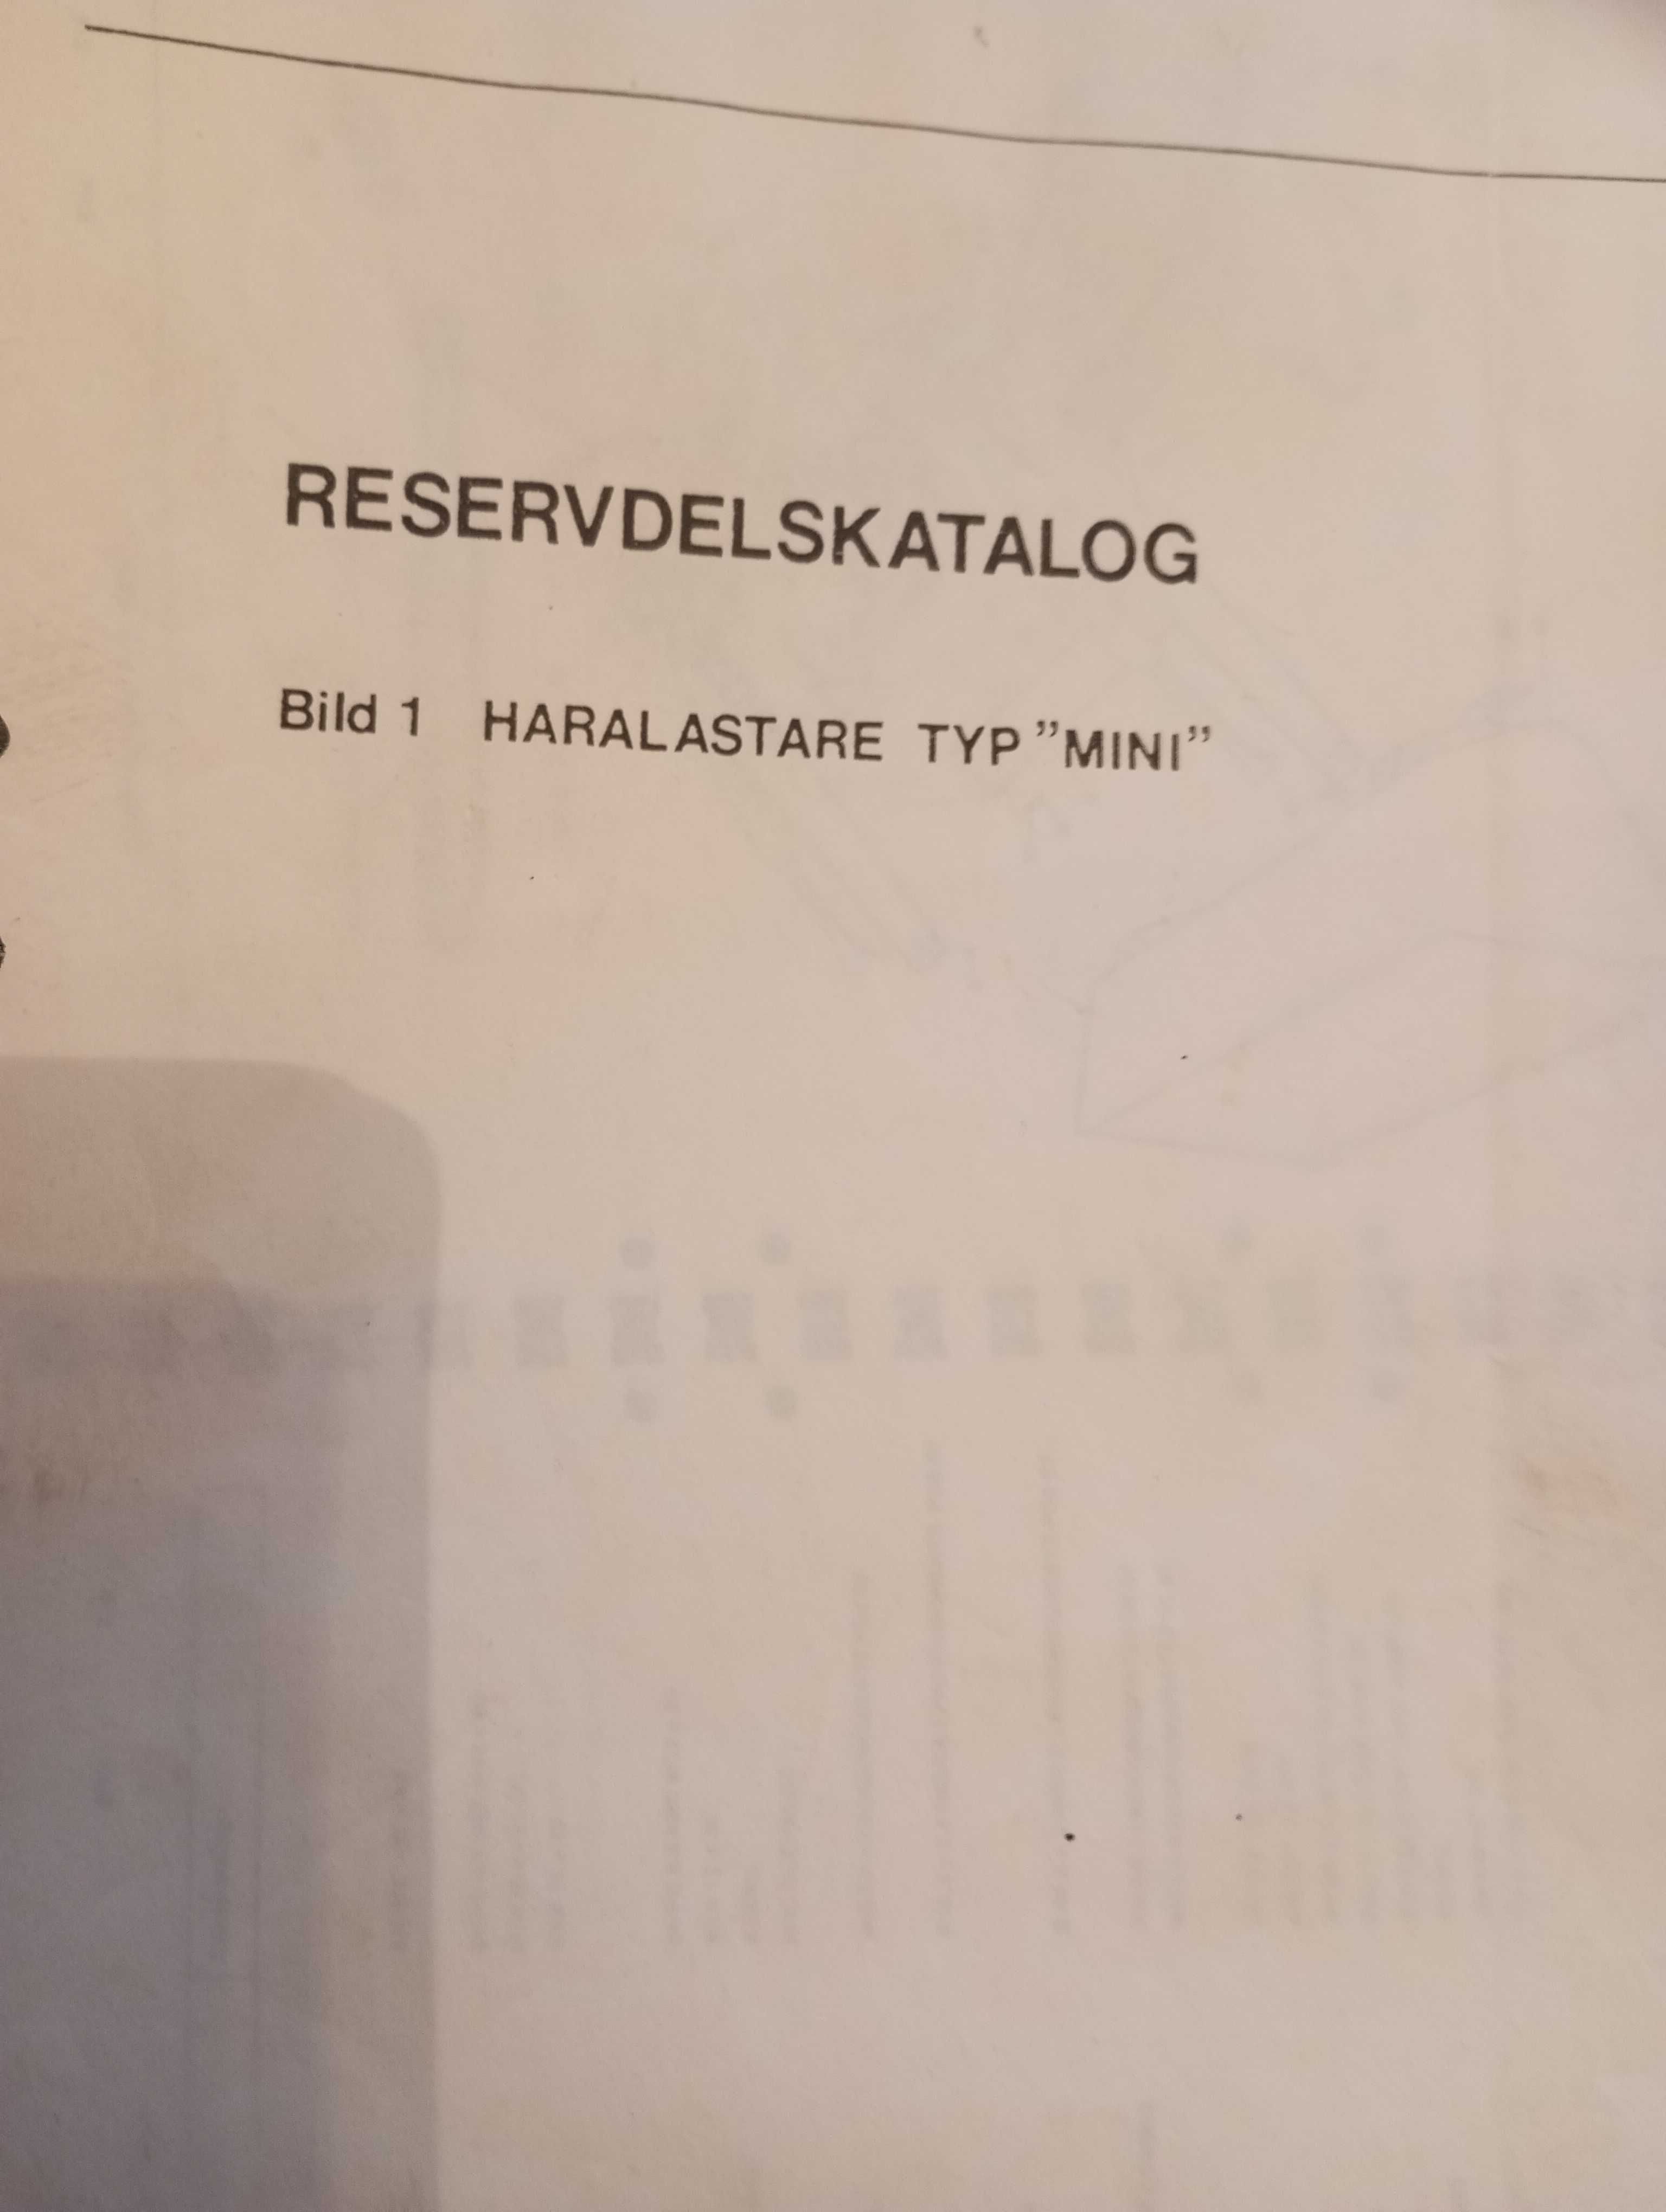 RESERVDELSKATALOG
Bild 1 HARALASTARE TYP ”MINI”